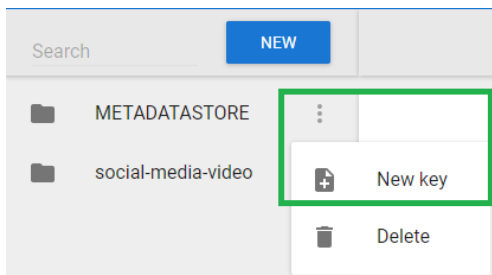 Search
NEW
METADATASTORE
social-media-video
New key
Delete